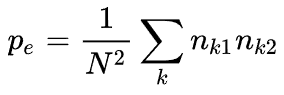 $p_e = \frac{1}{N^2} \sum_k n_{k1} n_{k2}$